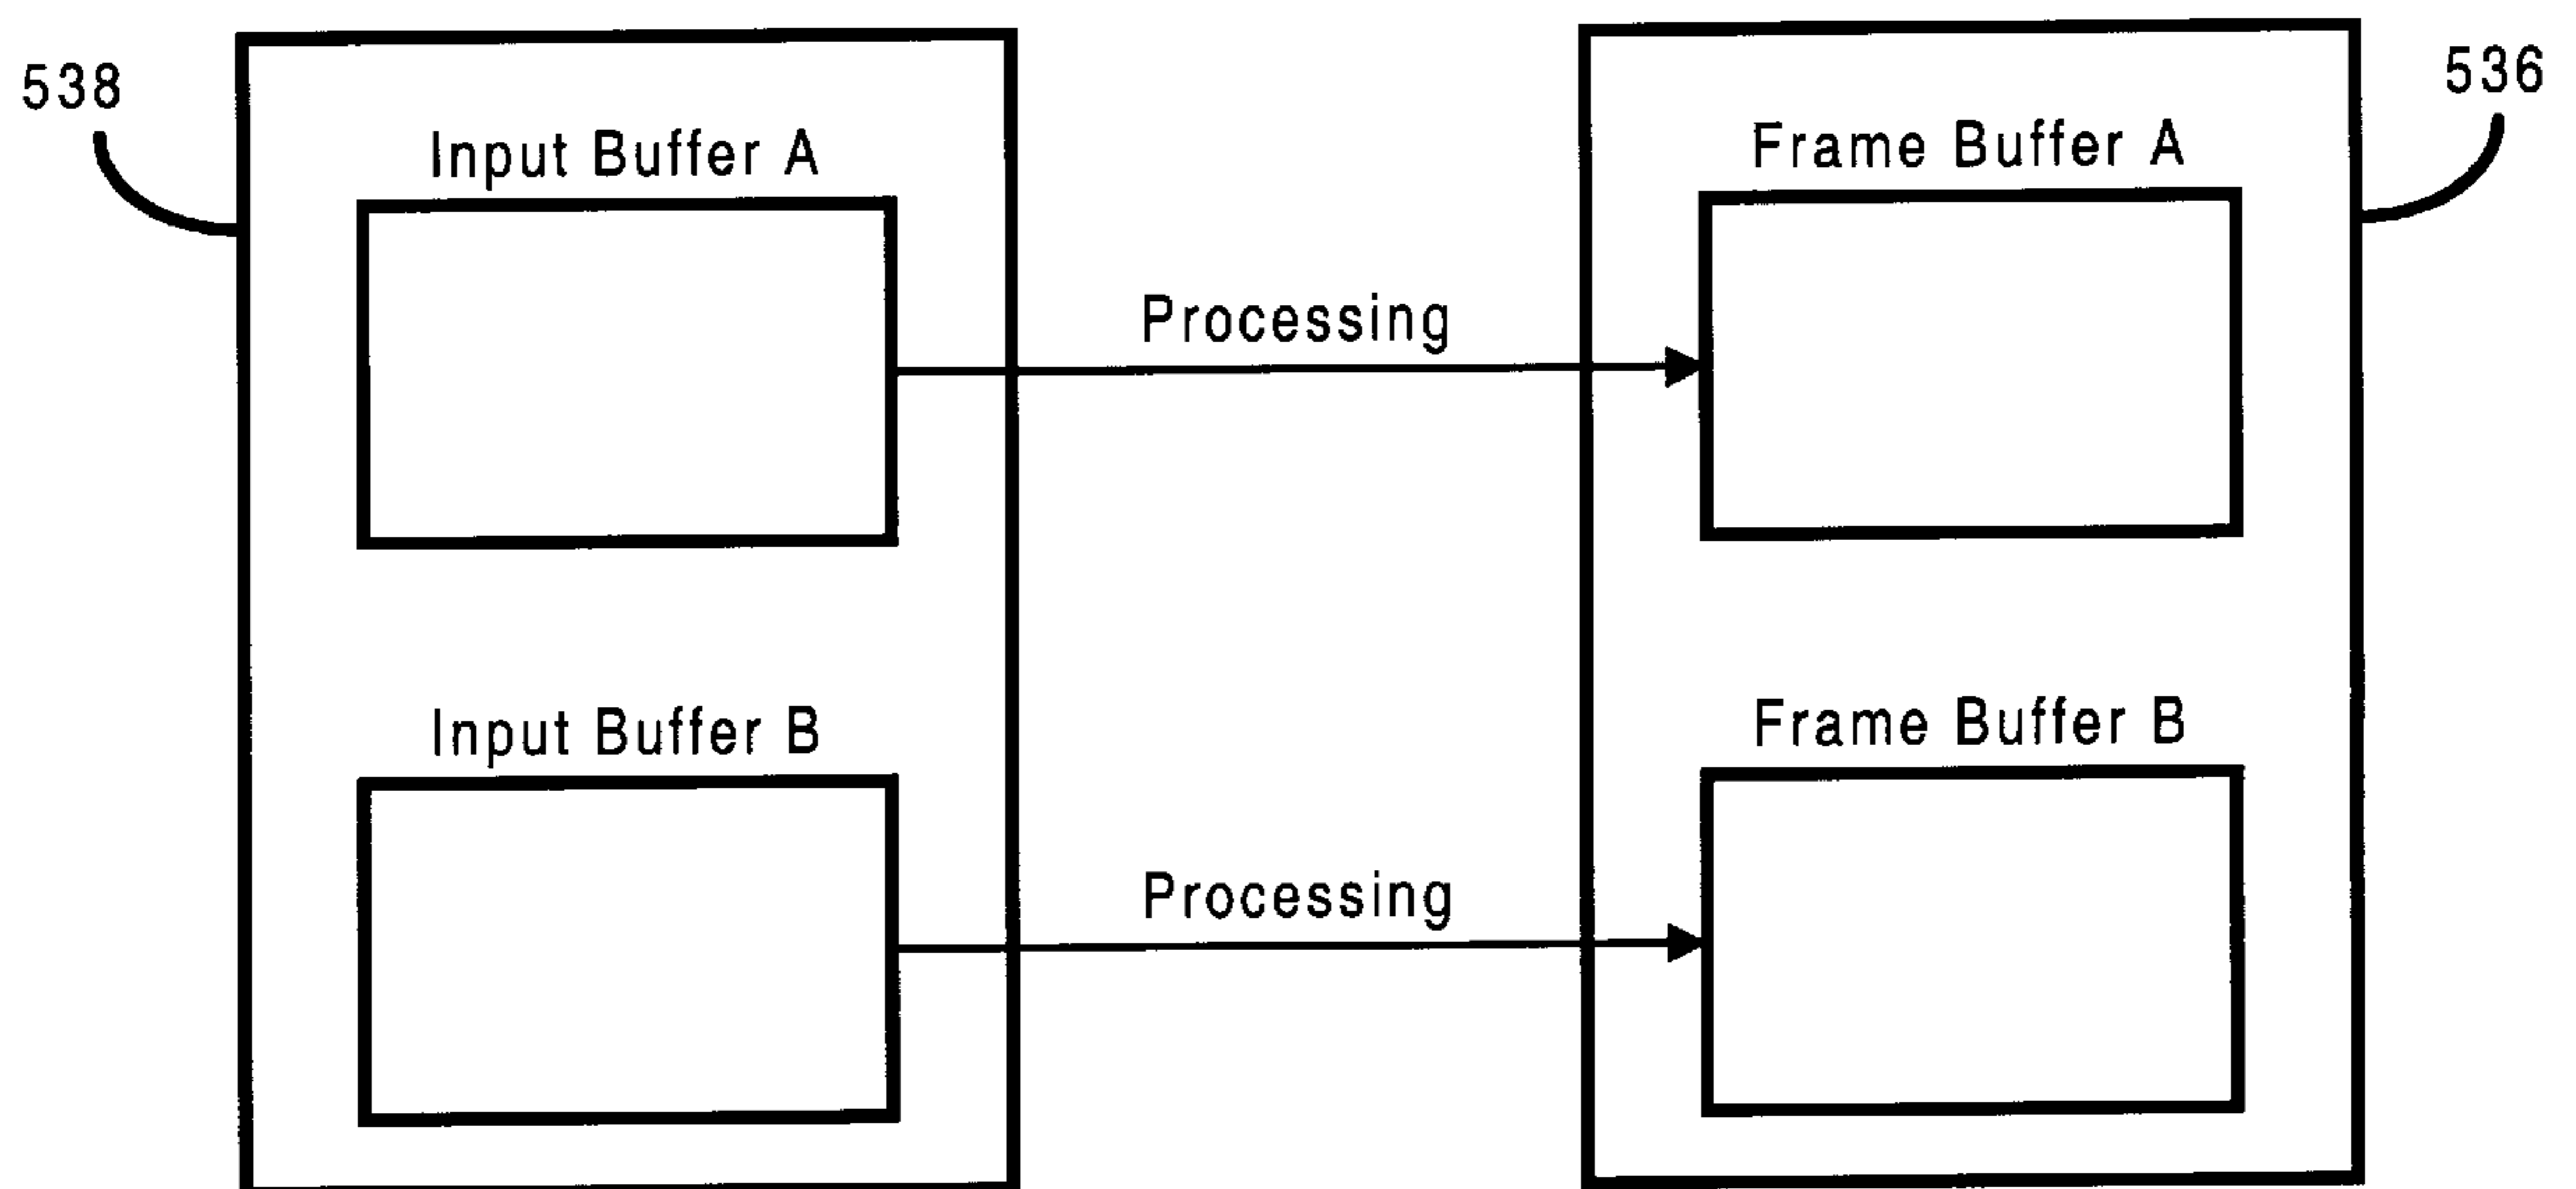 538
536
Input Buffer A
Frame Buffer A
Processing
Input Buffer B
Frame Buffer B
Processing